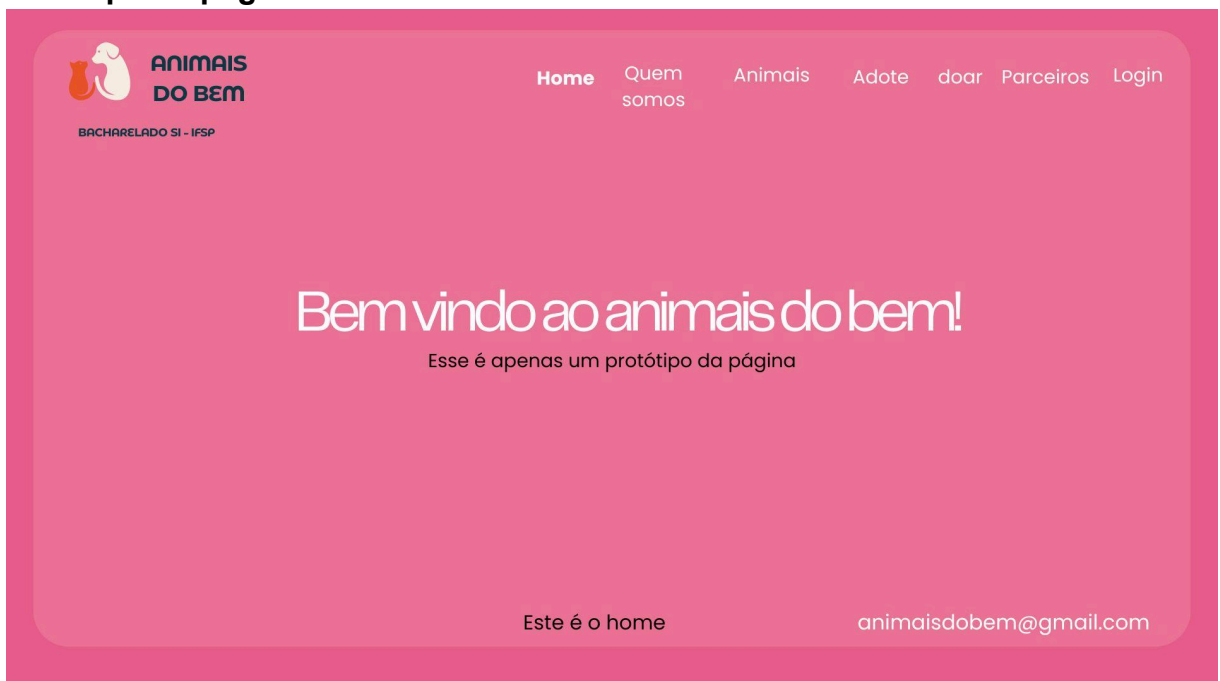 ANIMAIS
DO BEM
BACHARELADO SI - IFSP
Home Quem somos Animais Adote doar Parceiros Login
Bem vindo ao animais do bem!
Esse é apenas um protótipo da página
Este é o home
animaisdobem@gmail.com